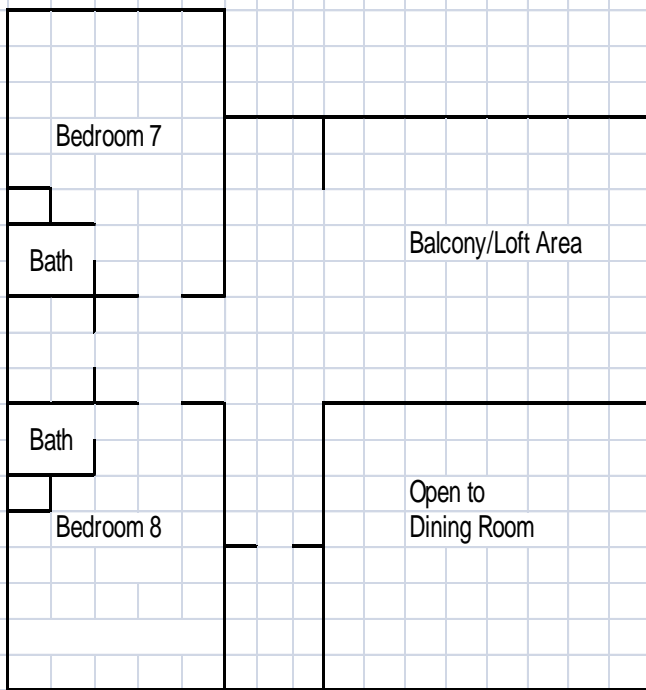 Bedroom 7
Balcony/Loft Area
Bath
Bath
Open to
Dining Room
Bedroom 8